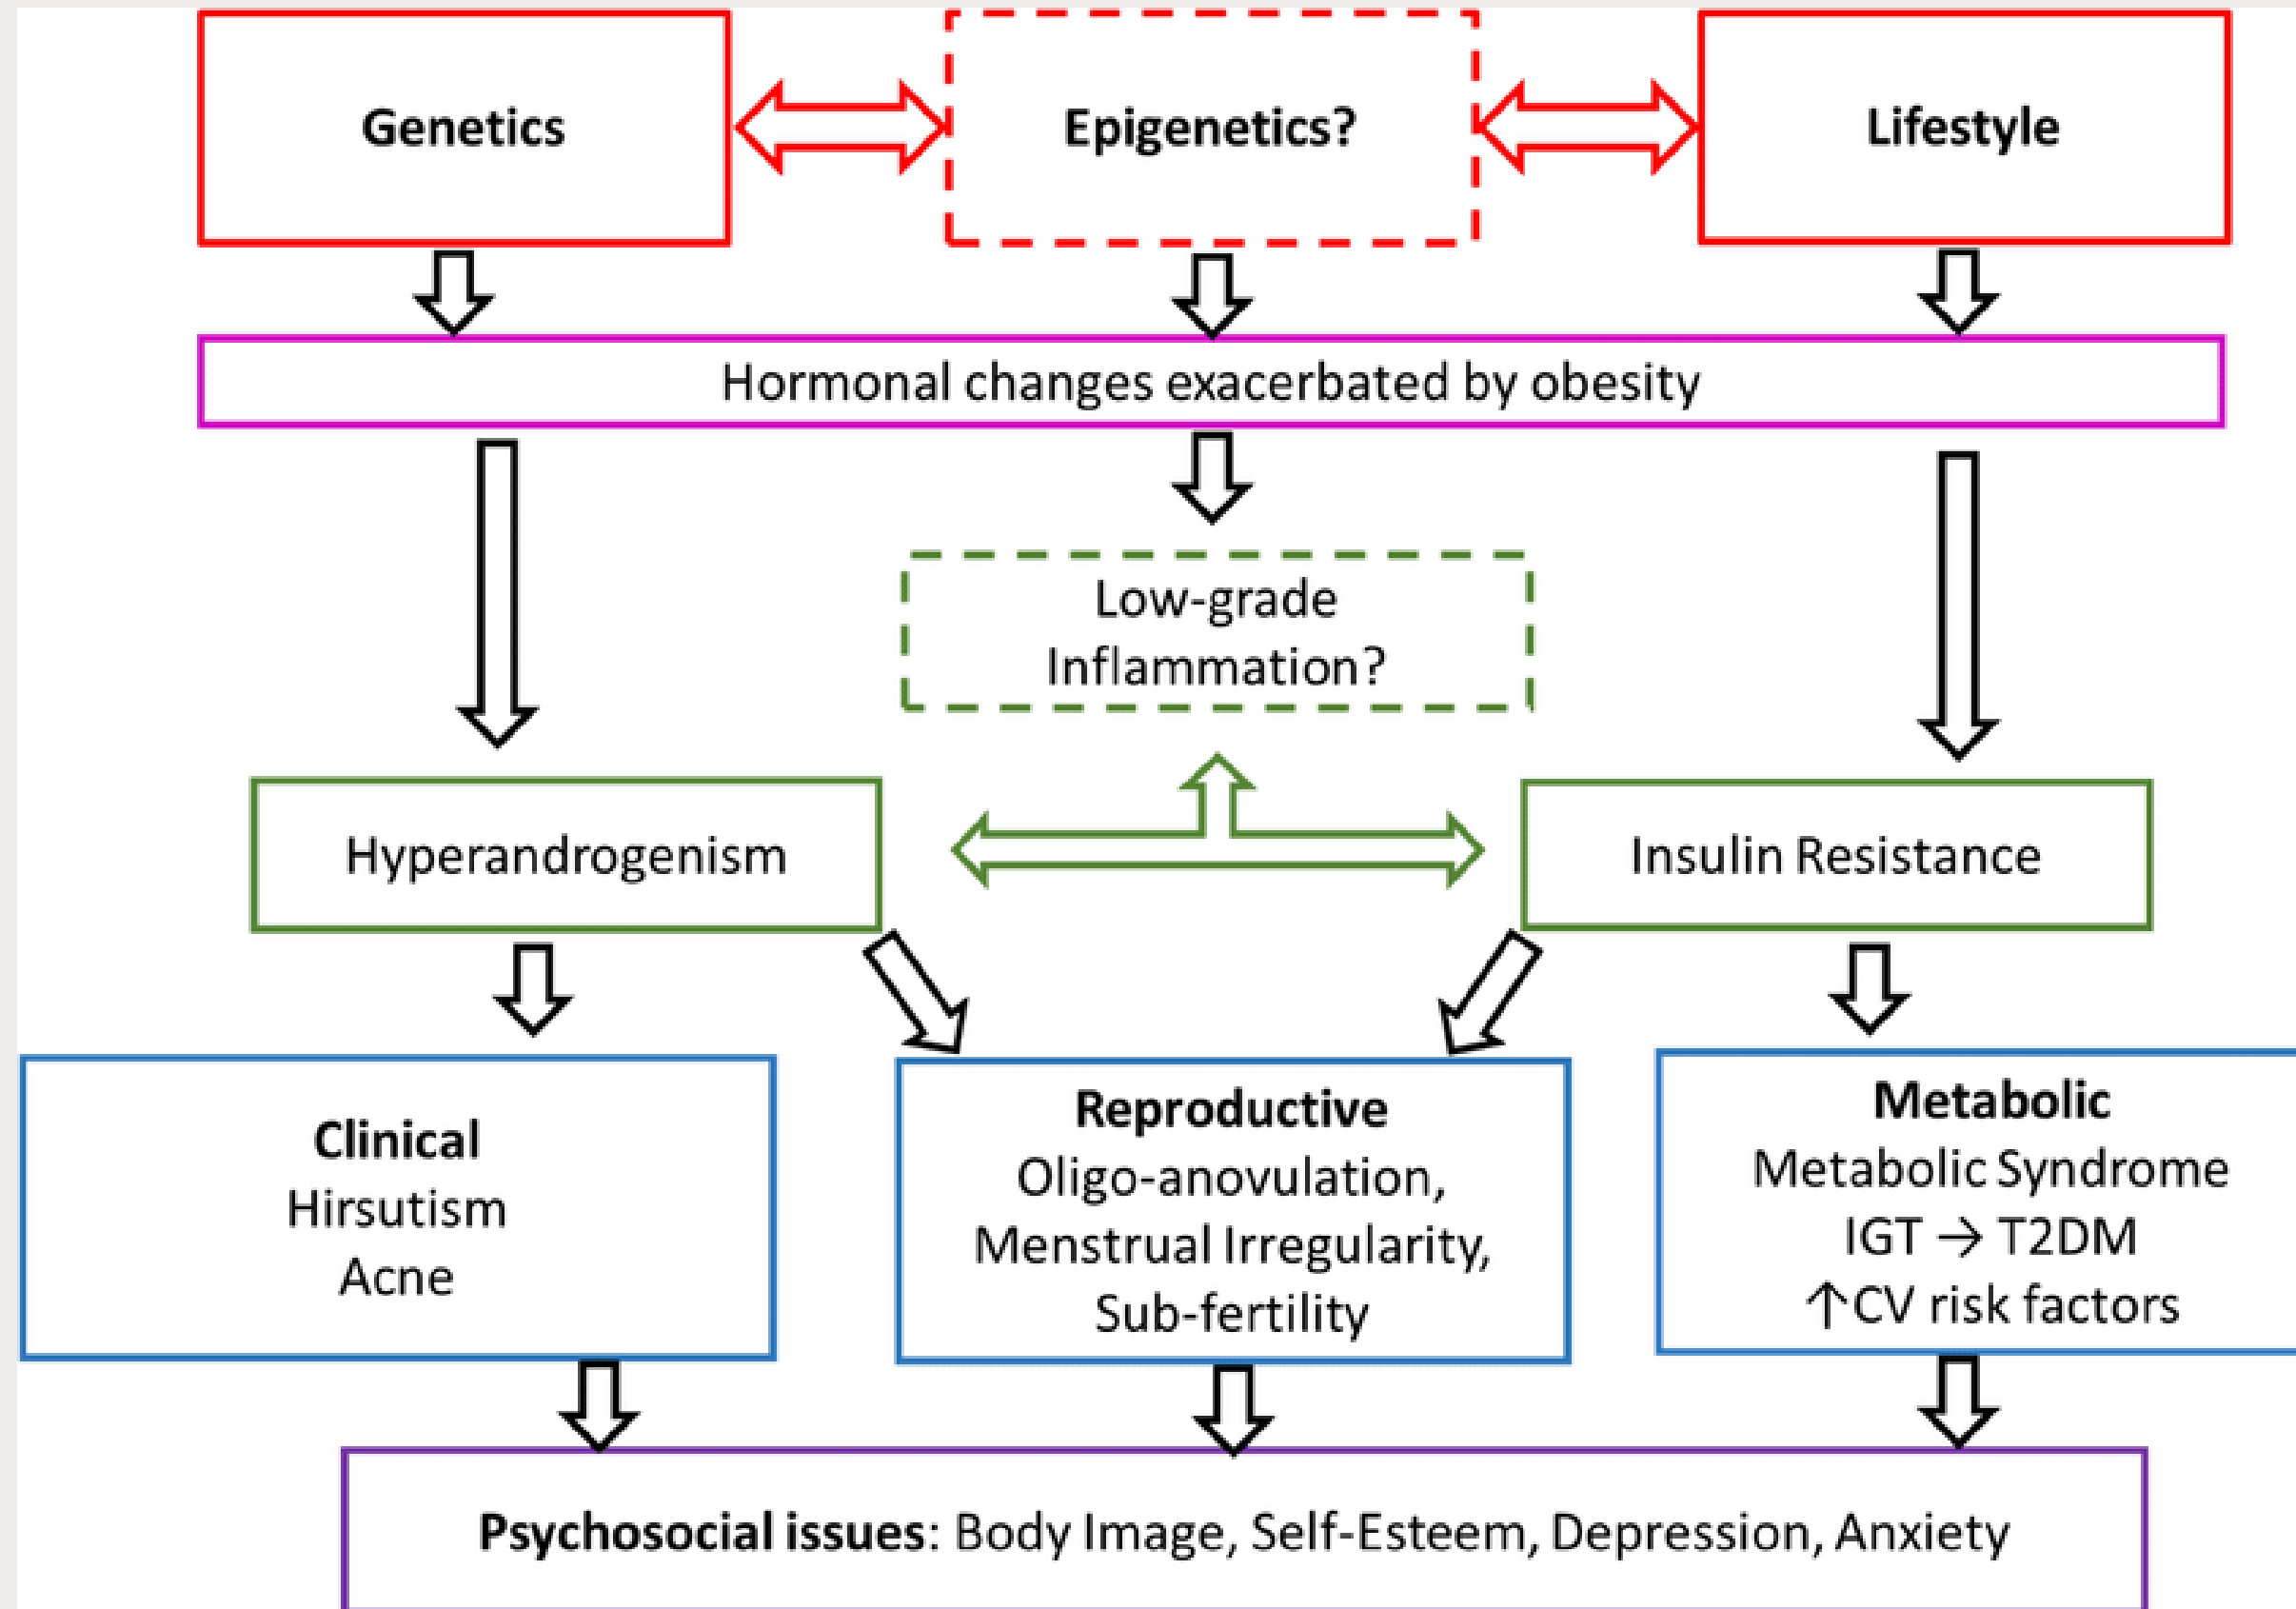 Genetics
Epigenetics?
Lifestyle
Hormonal changes exacerbated by obesity
Low-grade
Inflammation?
Hyperandrogenism
Insulin Resistance
Clinical
Hirsutism
Acne
Reproductive
Oligo-anovulation,
Menstrual Irregularity,
Sub-fertility
Metabolic
Metabolic Syndrome
IGT → T2DM
↑CV risk factors
Psychosocial issues: Body Image, Self-Esteem, Depression, Anxiety